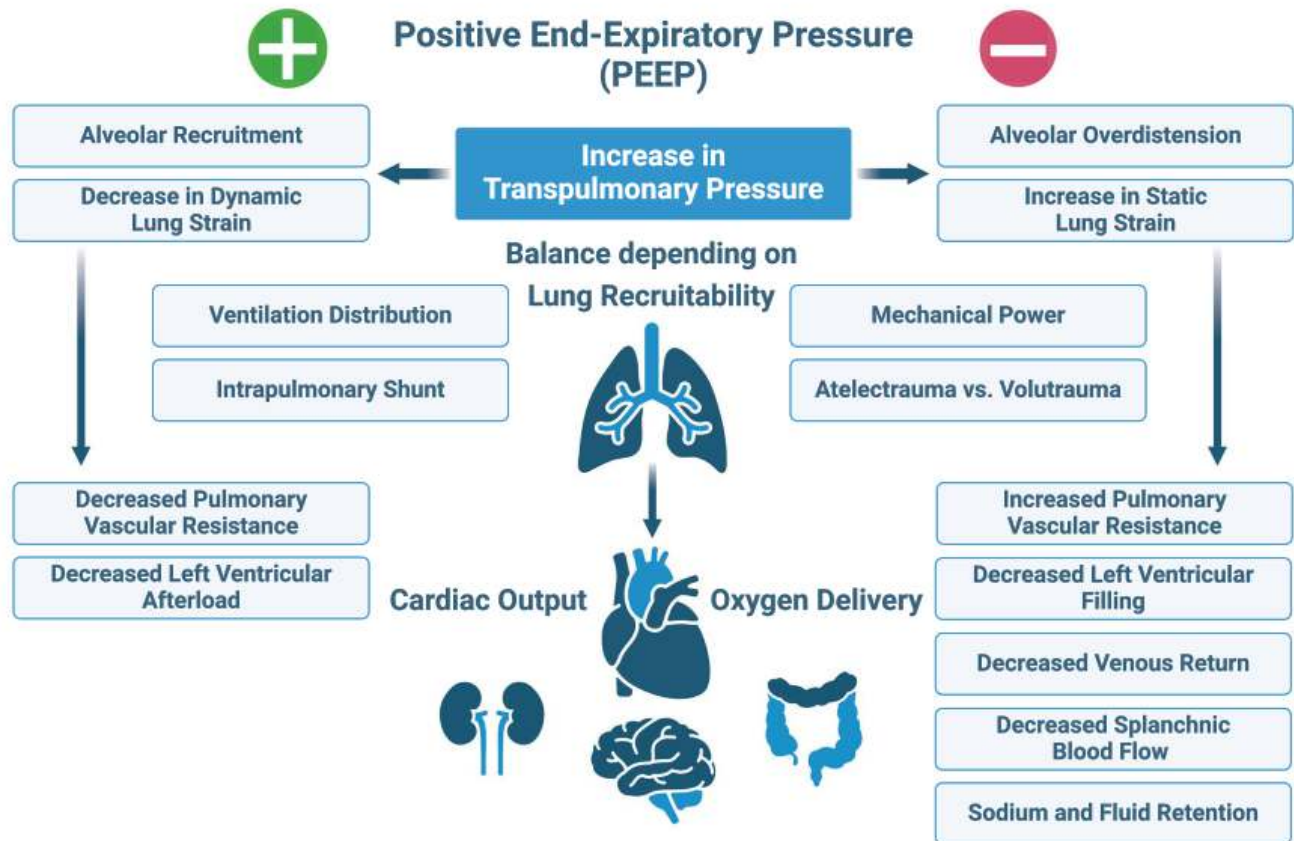 Positive End-Expiratory Pressure
(PEEP)
Alveolar Recruitment
Decrease in Dynamic
Lung Strain
Increase in
Transpulmonary Pressure
Alveolar Overdistension
Increase in Static
Lung Strain
Balance depending on
Lung Recruitability
Ventilation Distribution
Intrapulmonary Shunt
Mechanical Power
Atelectrauma vs. Volutrauma
Decreased Pulmonary
Vascular Resistance
Decreased Left Ventricular
Afterload
Cardiac Output
Oxygen Delivery
Increased Pulmonary
Vascular Resistance
Decreased Left Ventricular
Filling
Decreased Venous Return
Decreased Splanchnic
Blood Flow
Sodium and Fluid Retention